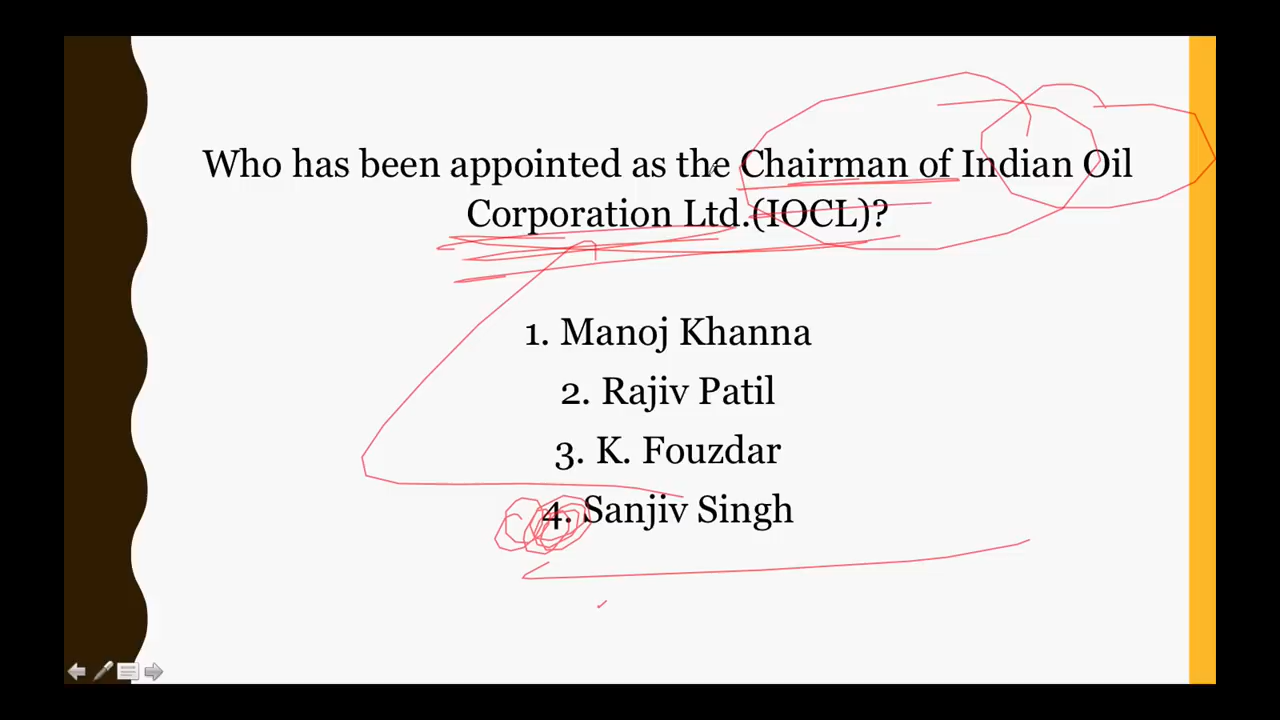 Who has been appointed as the Chairman of Indian Oil
Corporation Ltd.(IOCL)?
1. Manoj Khanna
2. Rajiv Patil
3. K. Fouzdar
4. Sanjiv Singh